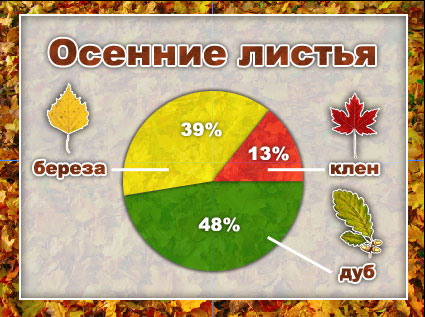 Осенние листья
39%
13%
береза
клен
48%
дуб